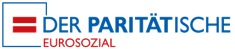 DER PARITÄTISCHE
EUROSOZIAL